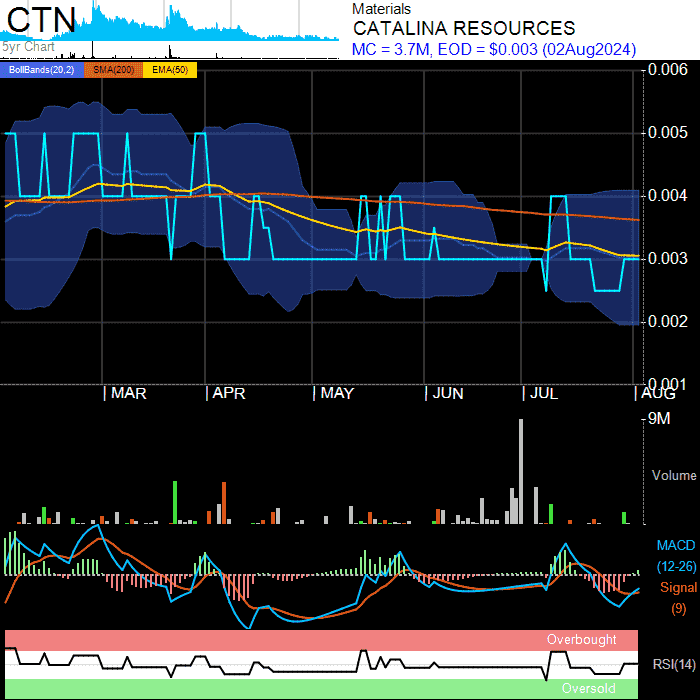 CTN
5yr Chart
Materials
CATALINA RESOURCES
MC = 3.7M, EOD = $0.003 (02Aug2024)
BollBands(20,2) SMA(200) EMA(50)
0.006
0.005
0.004
0.003
0.002
0.001
MAR APR MAY JUN JUL AUG
9M
Volume
MACD
(12-26)
Signal
(9)
Overbought
RSI(14)
Oversold